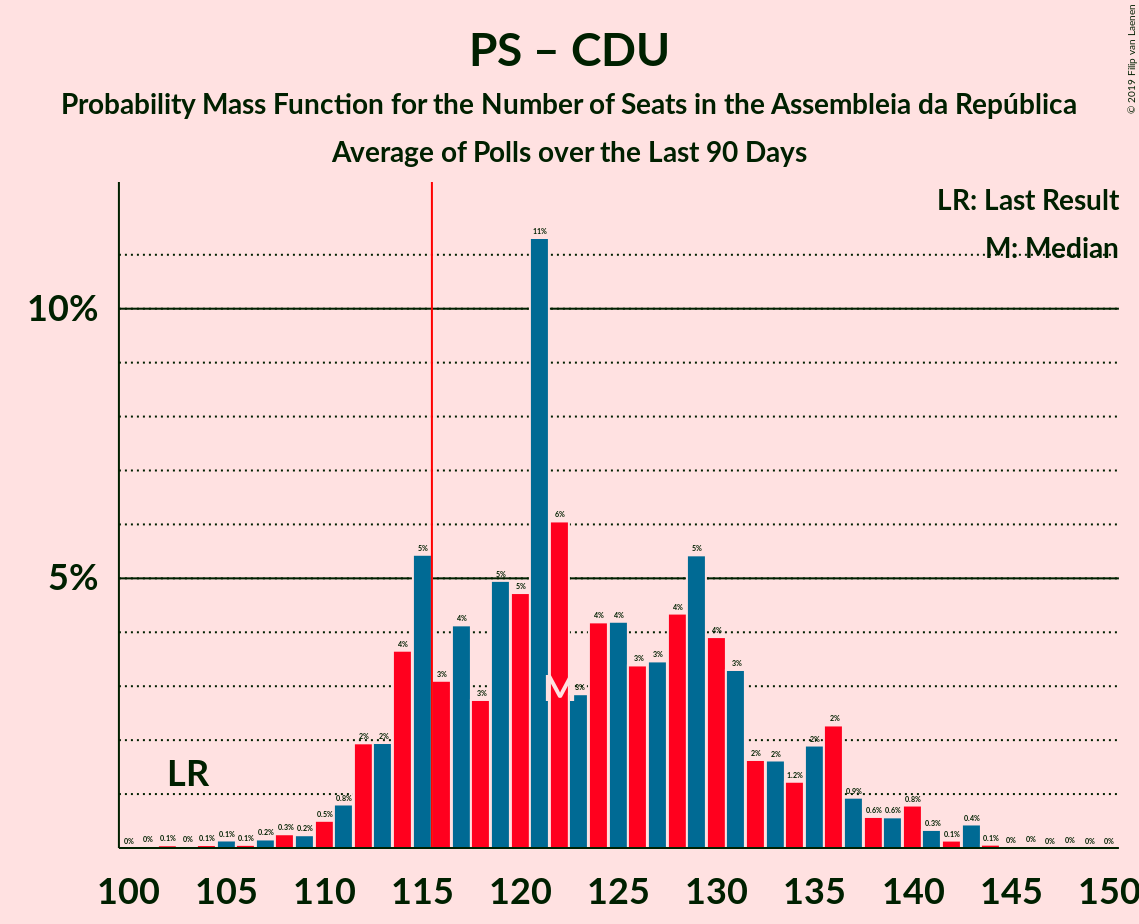 PS – CDU
Probability Mass Function for the Number of Seats in the Assembleia da República
Average of Polls over the Last 90 Days
© 2019 Filip van Laenen
LR: Last Result
M: Median
10%
5%
LR
M
0% 0% 0.1% 0% 0.1% 0.1% 0.1% 0.2% 0.3% 0.2% 0.5% 0.8% 2% 2% 4% 5% 3% 4% 3% 5% 5% 11% 6% 3% 4% 4% 3% 3% 4% 5% 4% 3% 2% 2% 1.2% 2% 2% 0.9% 0.6% 0.6% 0.8% 0.3% 0.1% 0.4% 0.1% 0% 0% 0% 0% 0% 0%
100 105 110 115 120 125 130 135 140 145 150